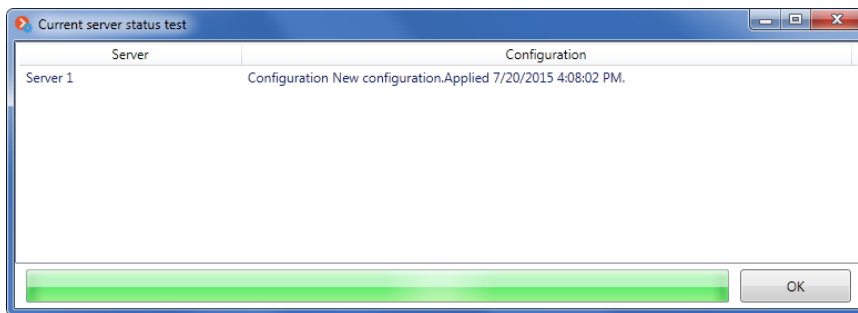 Current server status test
Server Configuration
Server 1 Configuration New configuration.Applied 7/20/2015 4:08:02 PM.
OK